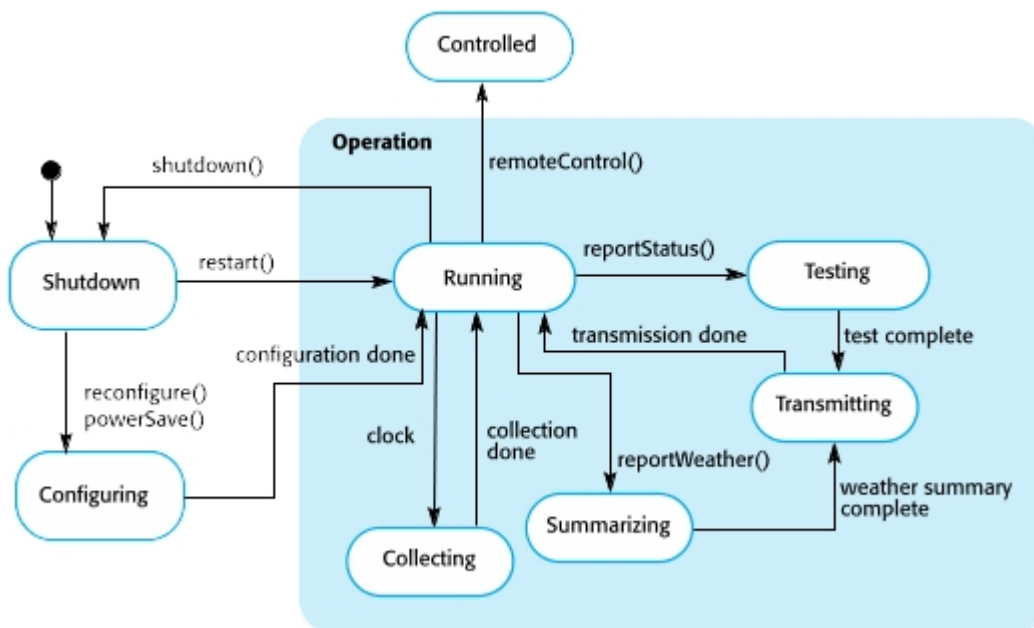 Controlled
Operation
shutdown()
remoteControl()
Shutdown
restart()
Running
reportStatus()
Testing
configuration done
transmission done
test complete
reconfigure()
powerSave()
Transmitting
clock
collection
done
reportWeather()
Configuring
weather summary
complete
Summarizing
Collecting